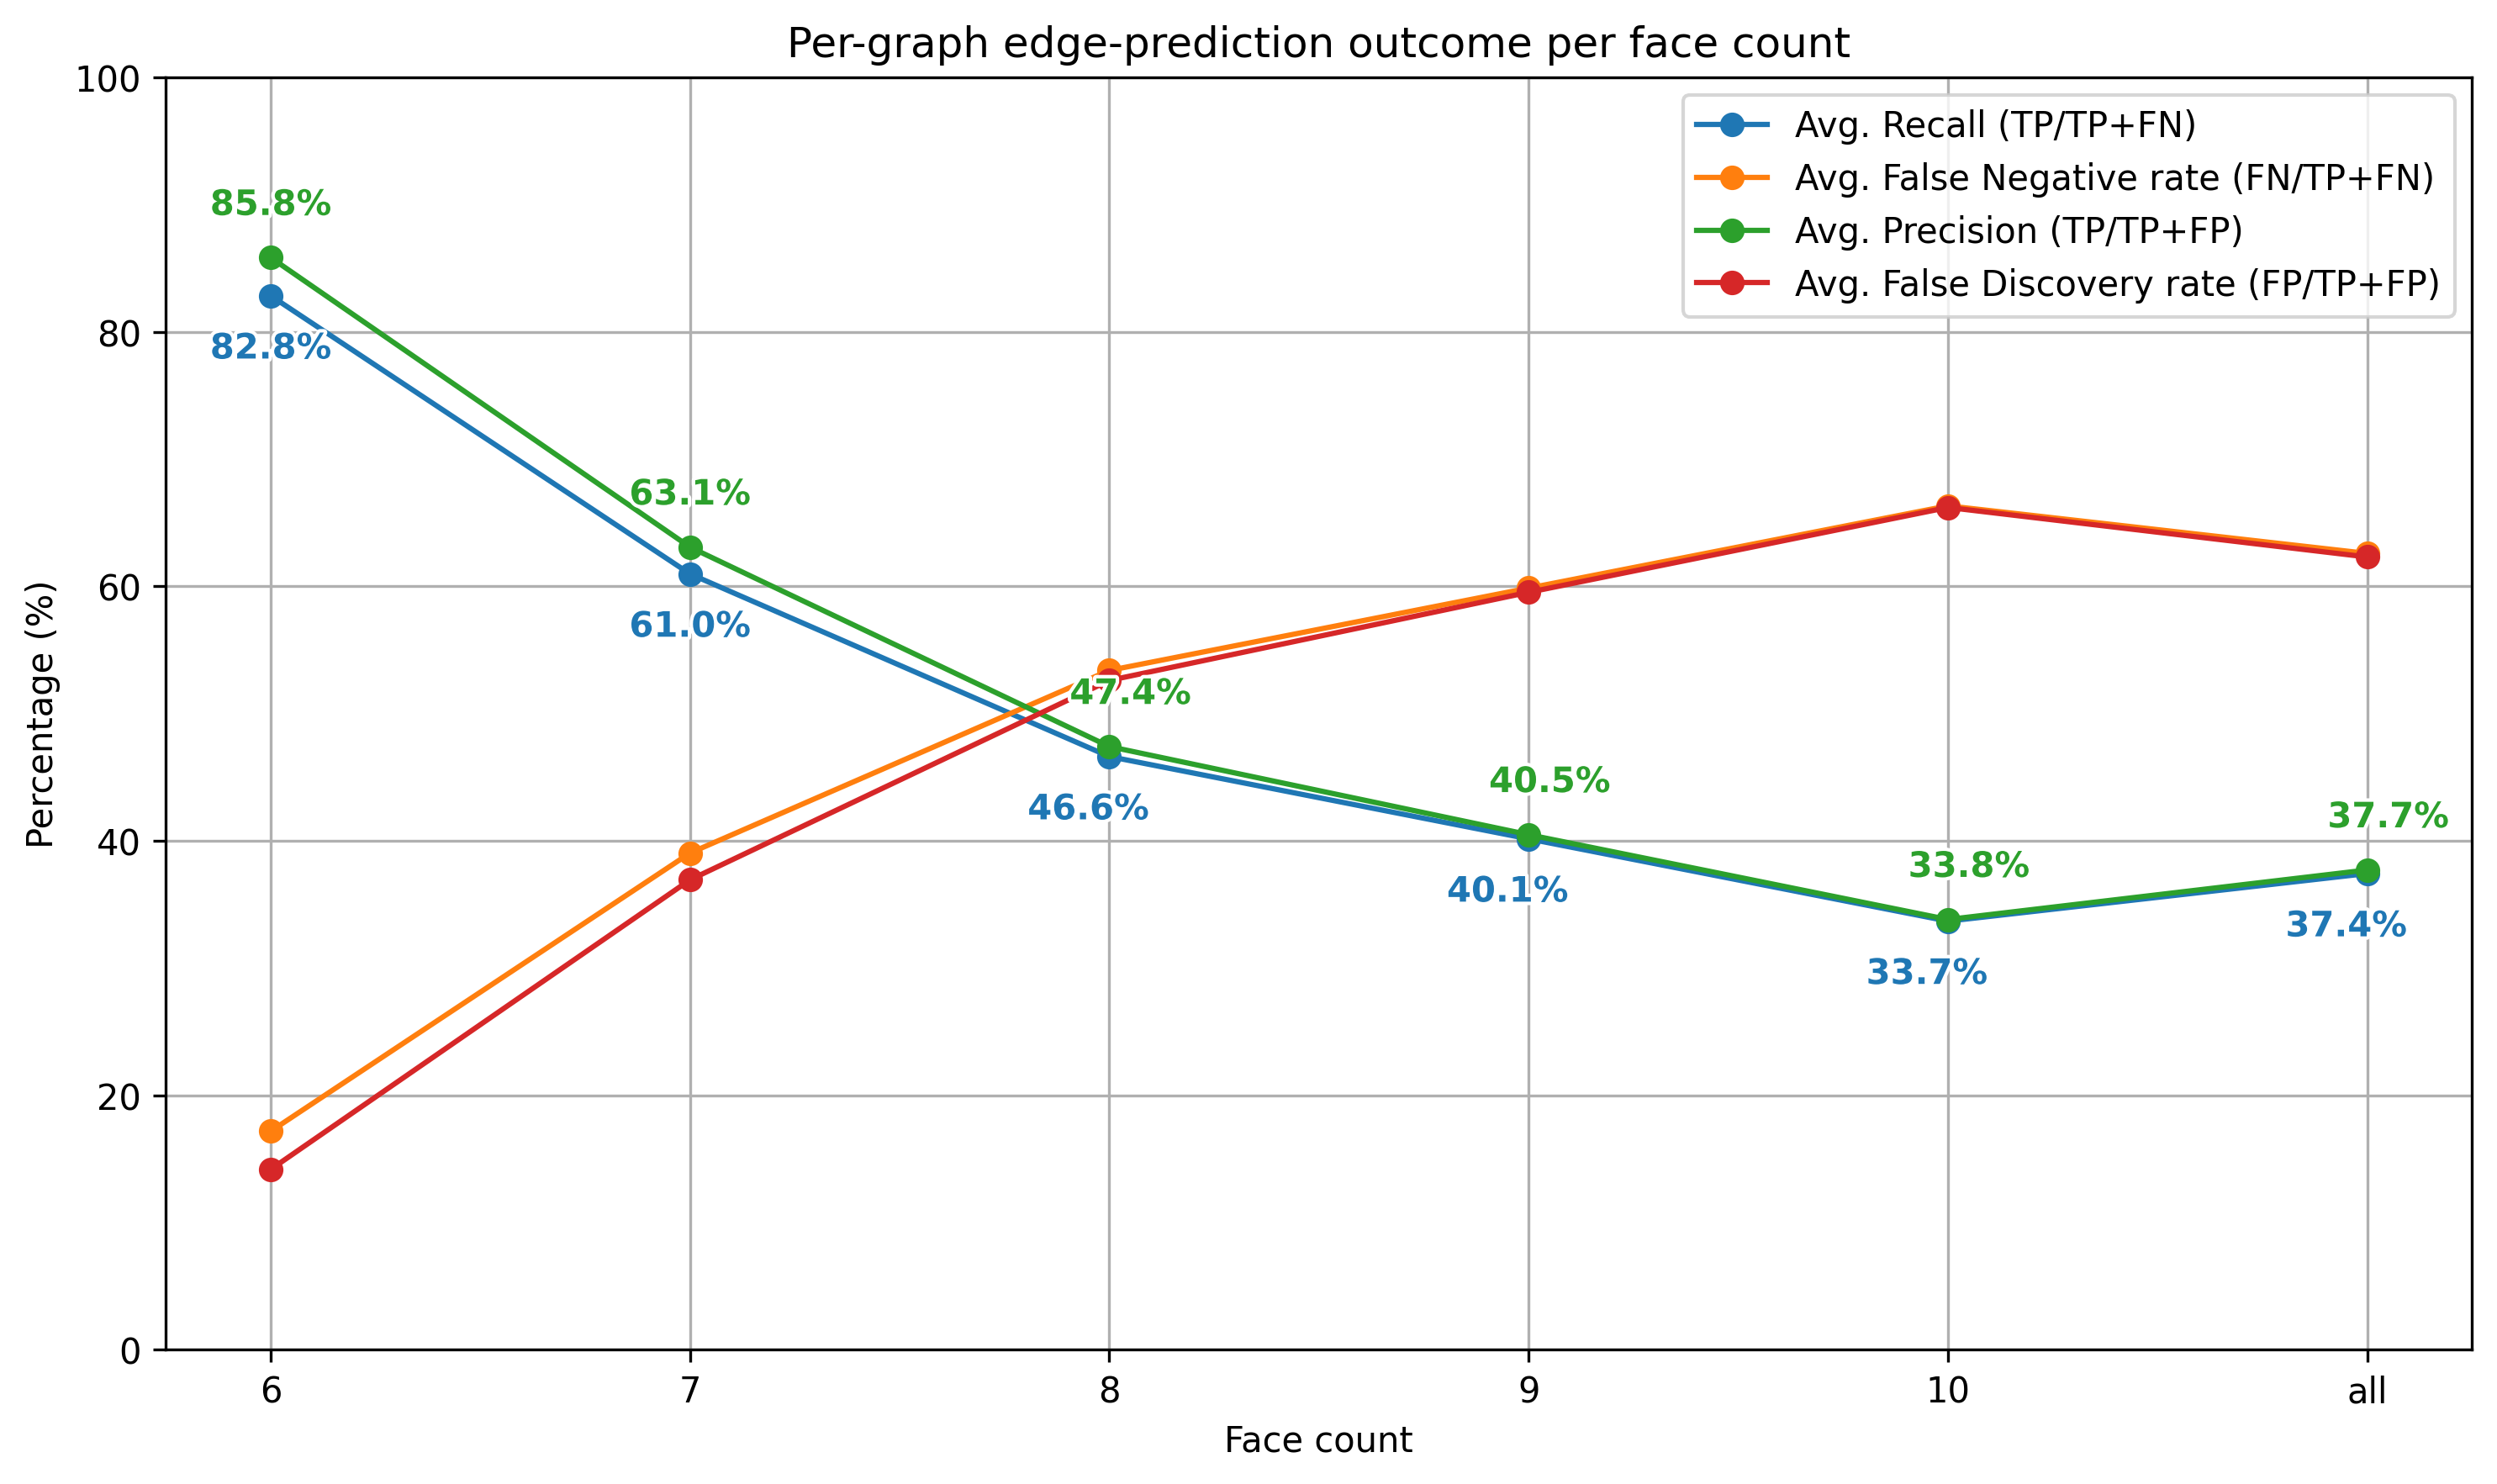 Per-graph edge-prediction outcome per face count
100
80
60
40
20
0
Percentage (%)
Avg. Recall (TP/TP+FN)
Avg. False Negative rate (FN/TP+FN)
Avg. Precision (TP/TP+FP)
Avg. False Discovery rate (FP/TP+FP)
85.8%
82.8%
63.1%
61.0%
47.4%
46.6%
40.5%
40.1%
33.8%
33.7%
37.7%
37.4%
6
7
8
9
10
all
Face count